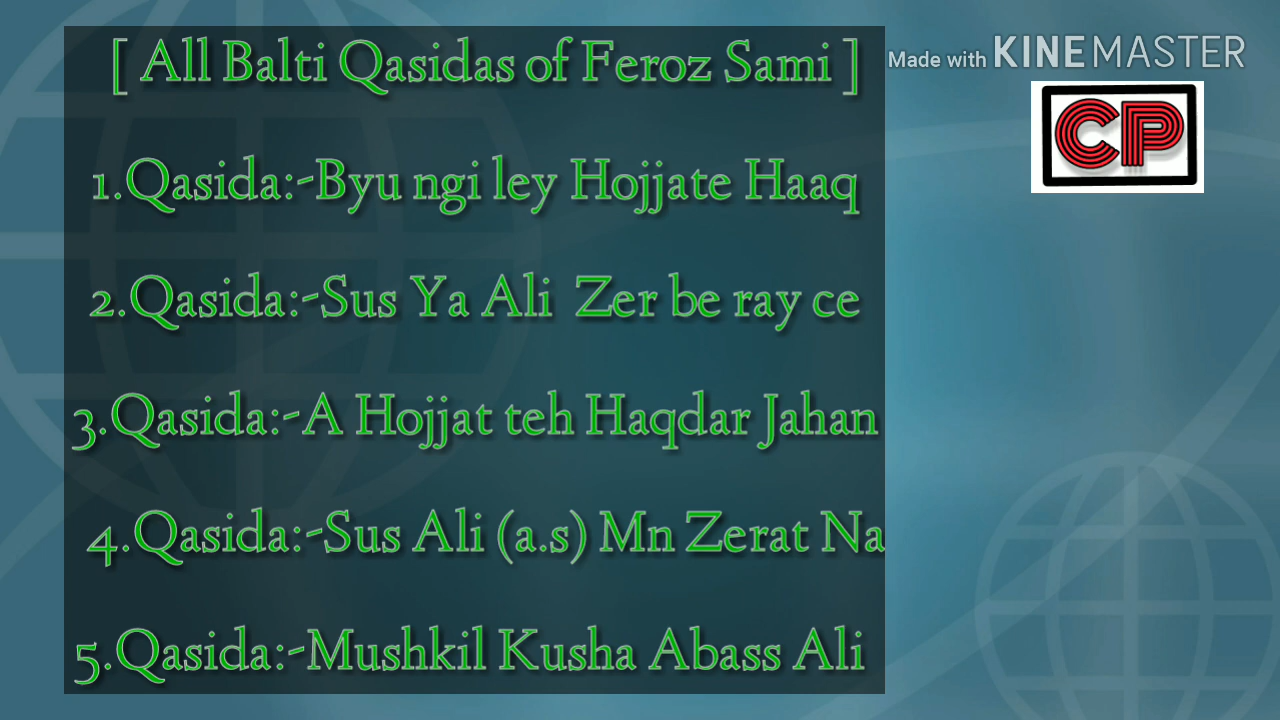 [ All Balti Qasidas of Feroz Sami ]
Made with KINEMASTER
CP
1.Qasida:-Byu ngi ley Hojjate Haaq
2.Qasida:-Sus Ya Ali Zer be ray ce
3.Qasida:-A Hojjat teh Haqdar Jahan
4.Qasida:-Sus Ali (a.s) Mn Zerat Na
5.Qasida:-Mushkil Kusha Abass Ali